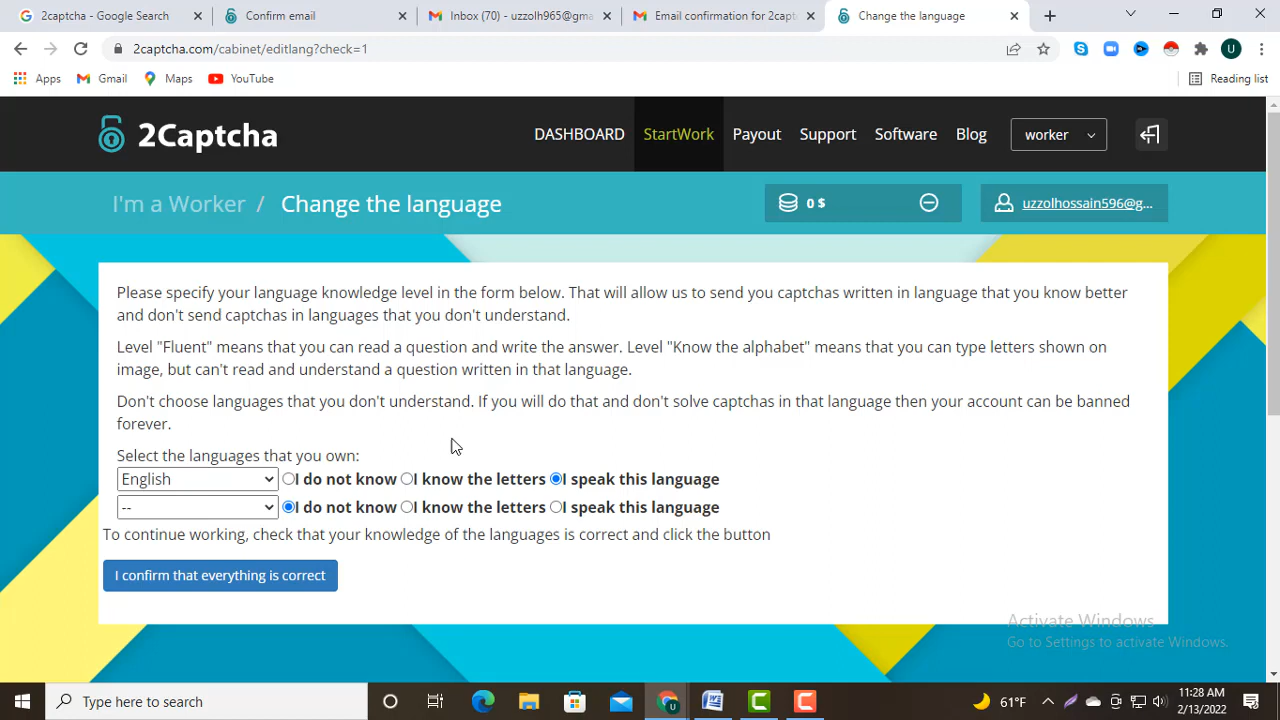 2captcha - Google Search
Confirm email
Inbox (70) - uzzolh965@gma
Email confirmation for 2capt
Change the language
2captcha.com/cabinet/editlang?check=1
U
Apps
Gmail
Maps
YouTube
Reading list
2Captcha
DASHBOARD
StartWork
Payout
Support
Software
Blog
worker
I'm a Worker / Change the language
0 $
uzzolhossain596@g...
Please specify your language knowledge level in the form below. That will allow us to send you captchas written in language that you know better
and don't send captchas in languages that you don't understand.
Level "Fluent" means that you can read a question and write the answer. Level "Know the alphabet" means that you can type letters shown on
image, but can't read and understand a question written in that language.
Don't choose languages that you don't understand. If you will do that and don't solve captchas in that language then your account can be banned
forever.
Select the languages that you own:
English I do not know I know the letters I speak this language
-- I do not know I know the letters I speak this language
To continue working, check that your knowledge of the languages is correct and click the button
I confirm that everything is correct
Activate Windows
Go to Settings to activate Windows.
Type here to search
61°F
11:28 AM
2/13/2022